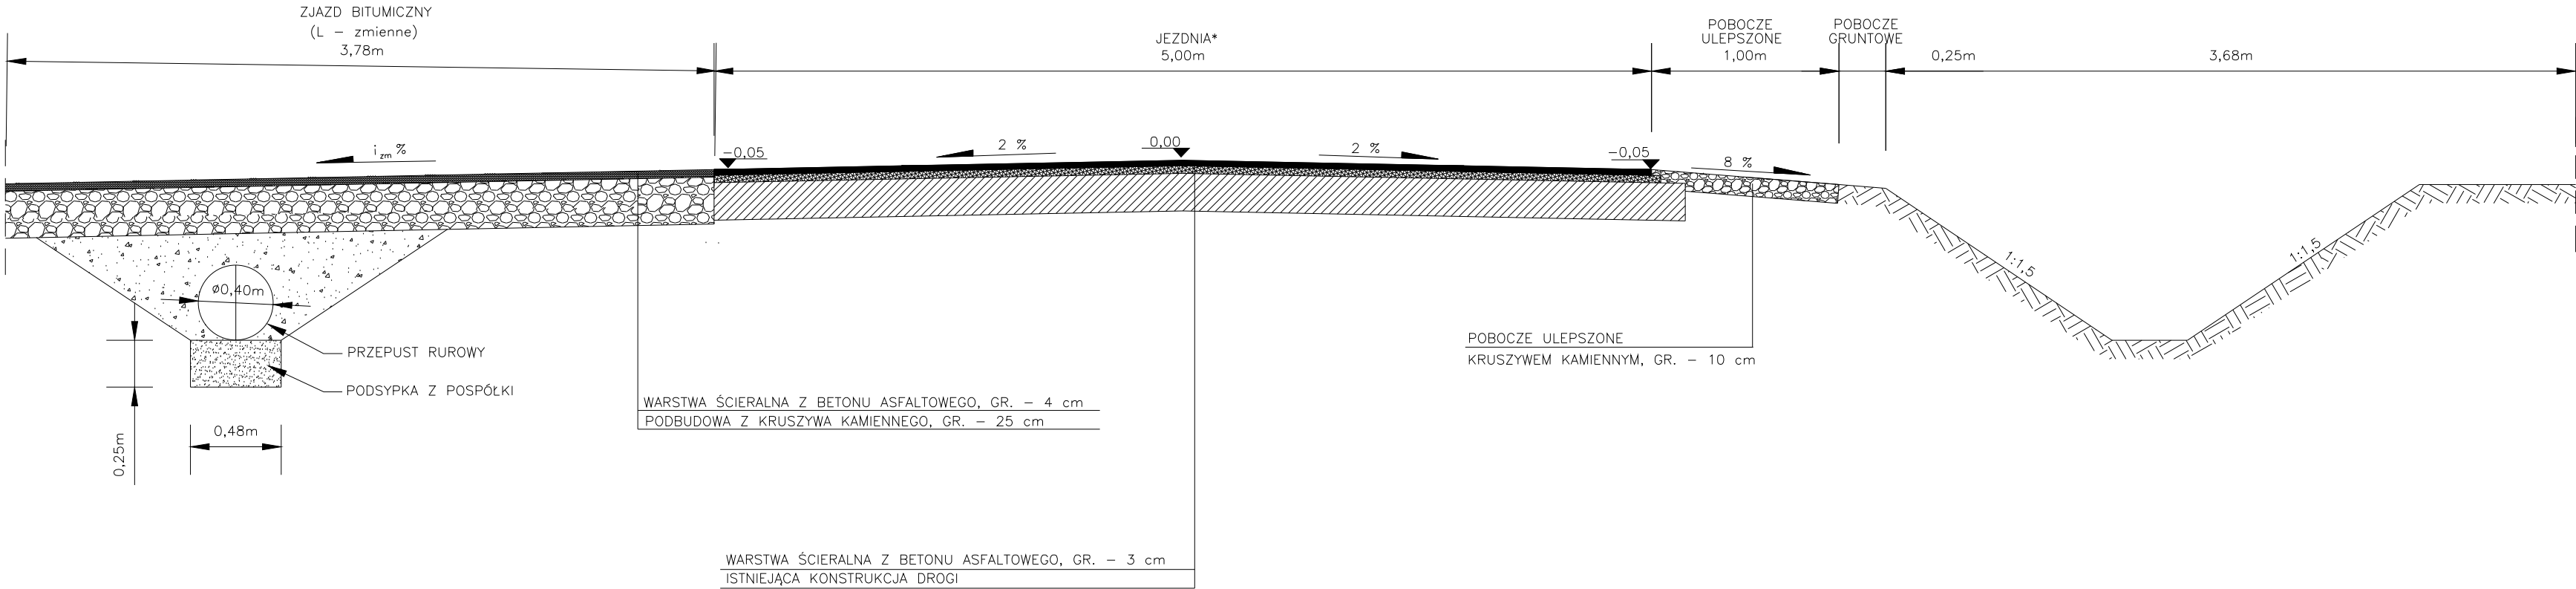 ZJAZD BITUMICZNY
(L – zmienne)
3,78m
JEZDNIA*
5,00m
POBOCZE
ULEPSZONE
1,00m
POBOCZE
GRUNTOWE
0,25m
3,68m
i zm %
-0,05
2 %
0,00
2 %
-0,05
8 %
1:1,5
1:1,5
ø0,40m
PRZEPUST RUROWY
PODSYPKA Z POSPÓŁKI
0,25m
0,48m
POBOCZE ULEPSZONE
KRUSZYWEM KAMIENNYM, GR. – 10 cm
WARSTWA ŚCIERALNA Z BETONU ASFALTOWEGO, GR. – 4 cm
PODBUDOWA Z KRUSZYWA KAMIENNEGO, GR. – 25 cm
WARSTWA ŚCIERALNA Z BETONU ASFALTOWEGO, GR. – 3 cm
ISTNIEJĄCA KONSTRUKCJA DROGI